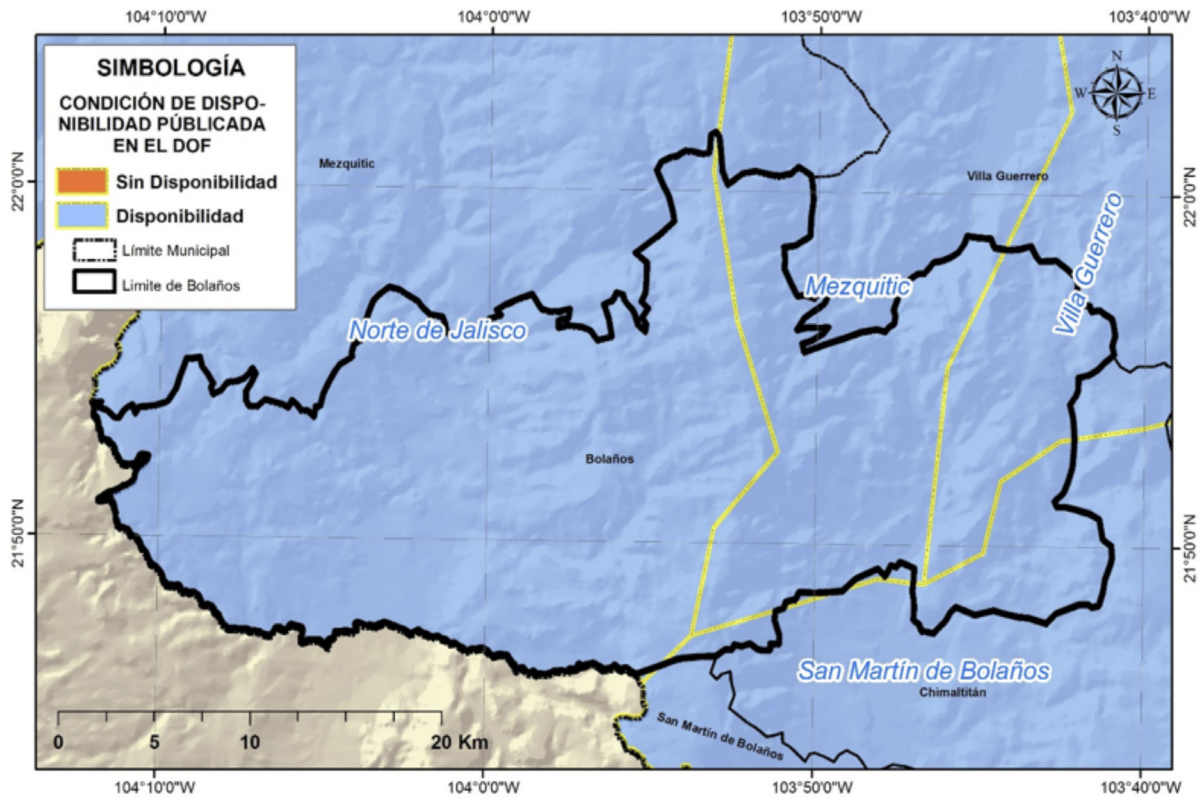 104°10'0"W 104°0'0"W 103°50'0"W 103°40'0"W
SIMBOLOGÍA
CONDICIÓN DE DISPO-
NIBILIDAD PÚBLICADA
EN EL DOF
Sin Disponibilidad
Disponibilidad
Límite Municipal
Limite de Bolaños
N
W E
S
Mezquitic
Villa Guerrero
22°0'0"N
22°0'0"N
Villa Guerrero
Mezquitic
Norte de Jalisco
Bolaños
21°50'0"N
21°50'0"N
San Martín de Bolaños
Chimaltitán
San Martín de Bolaños
0 5 10 20 Km
104°10'0"W 104°0'0"W 103°50'0"W 103°40'0"W